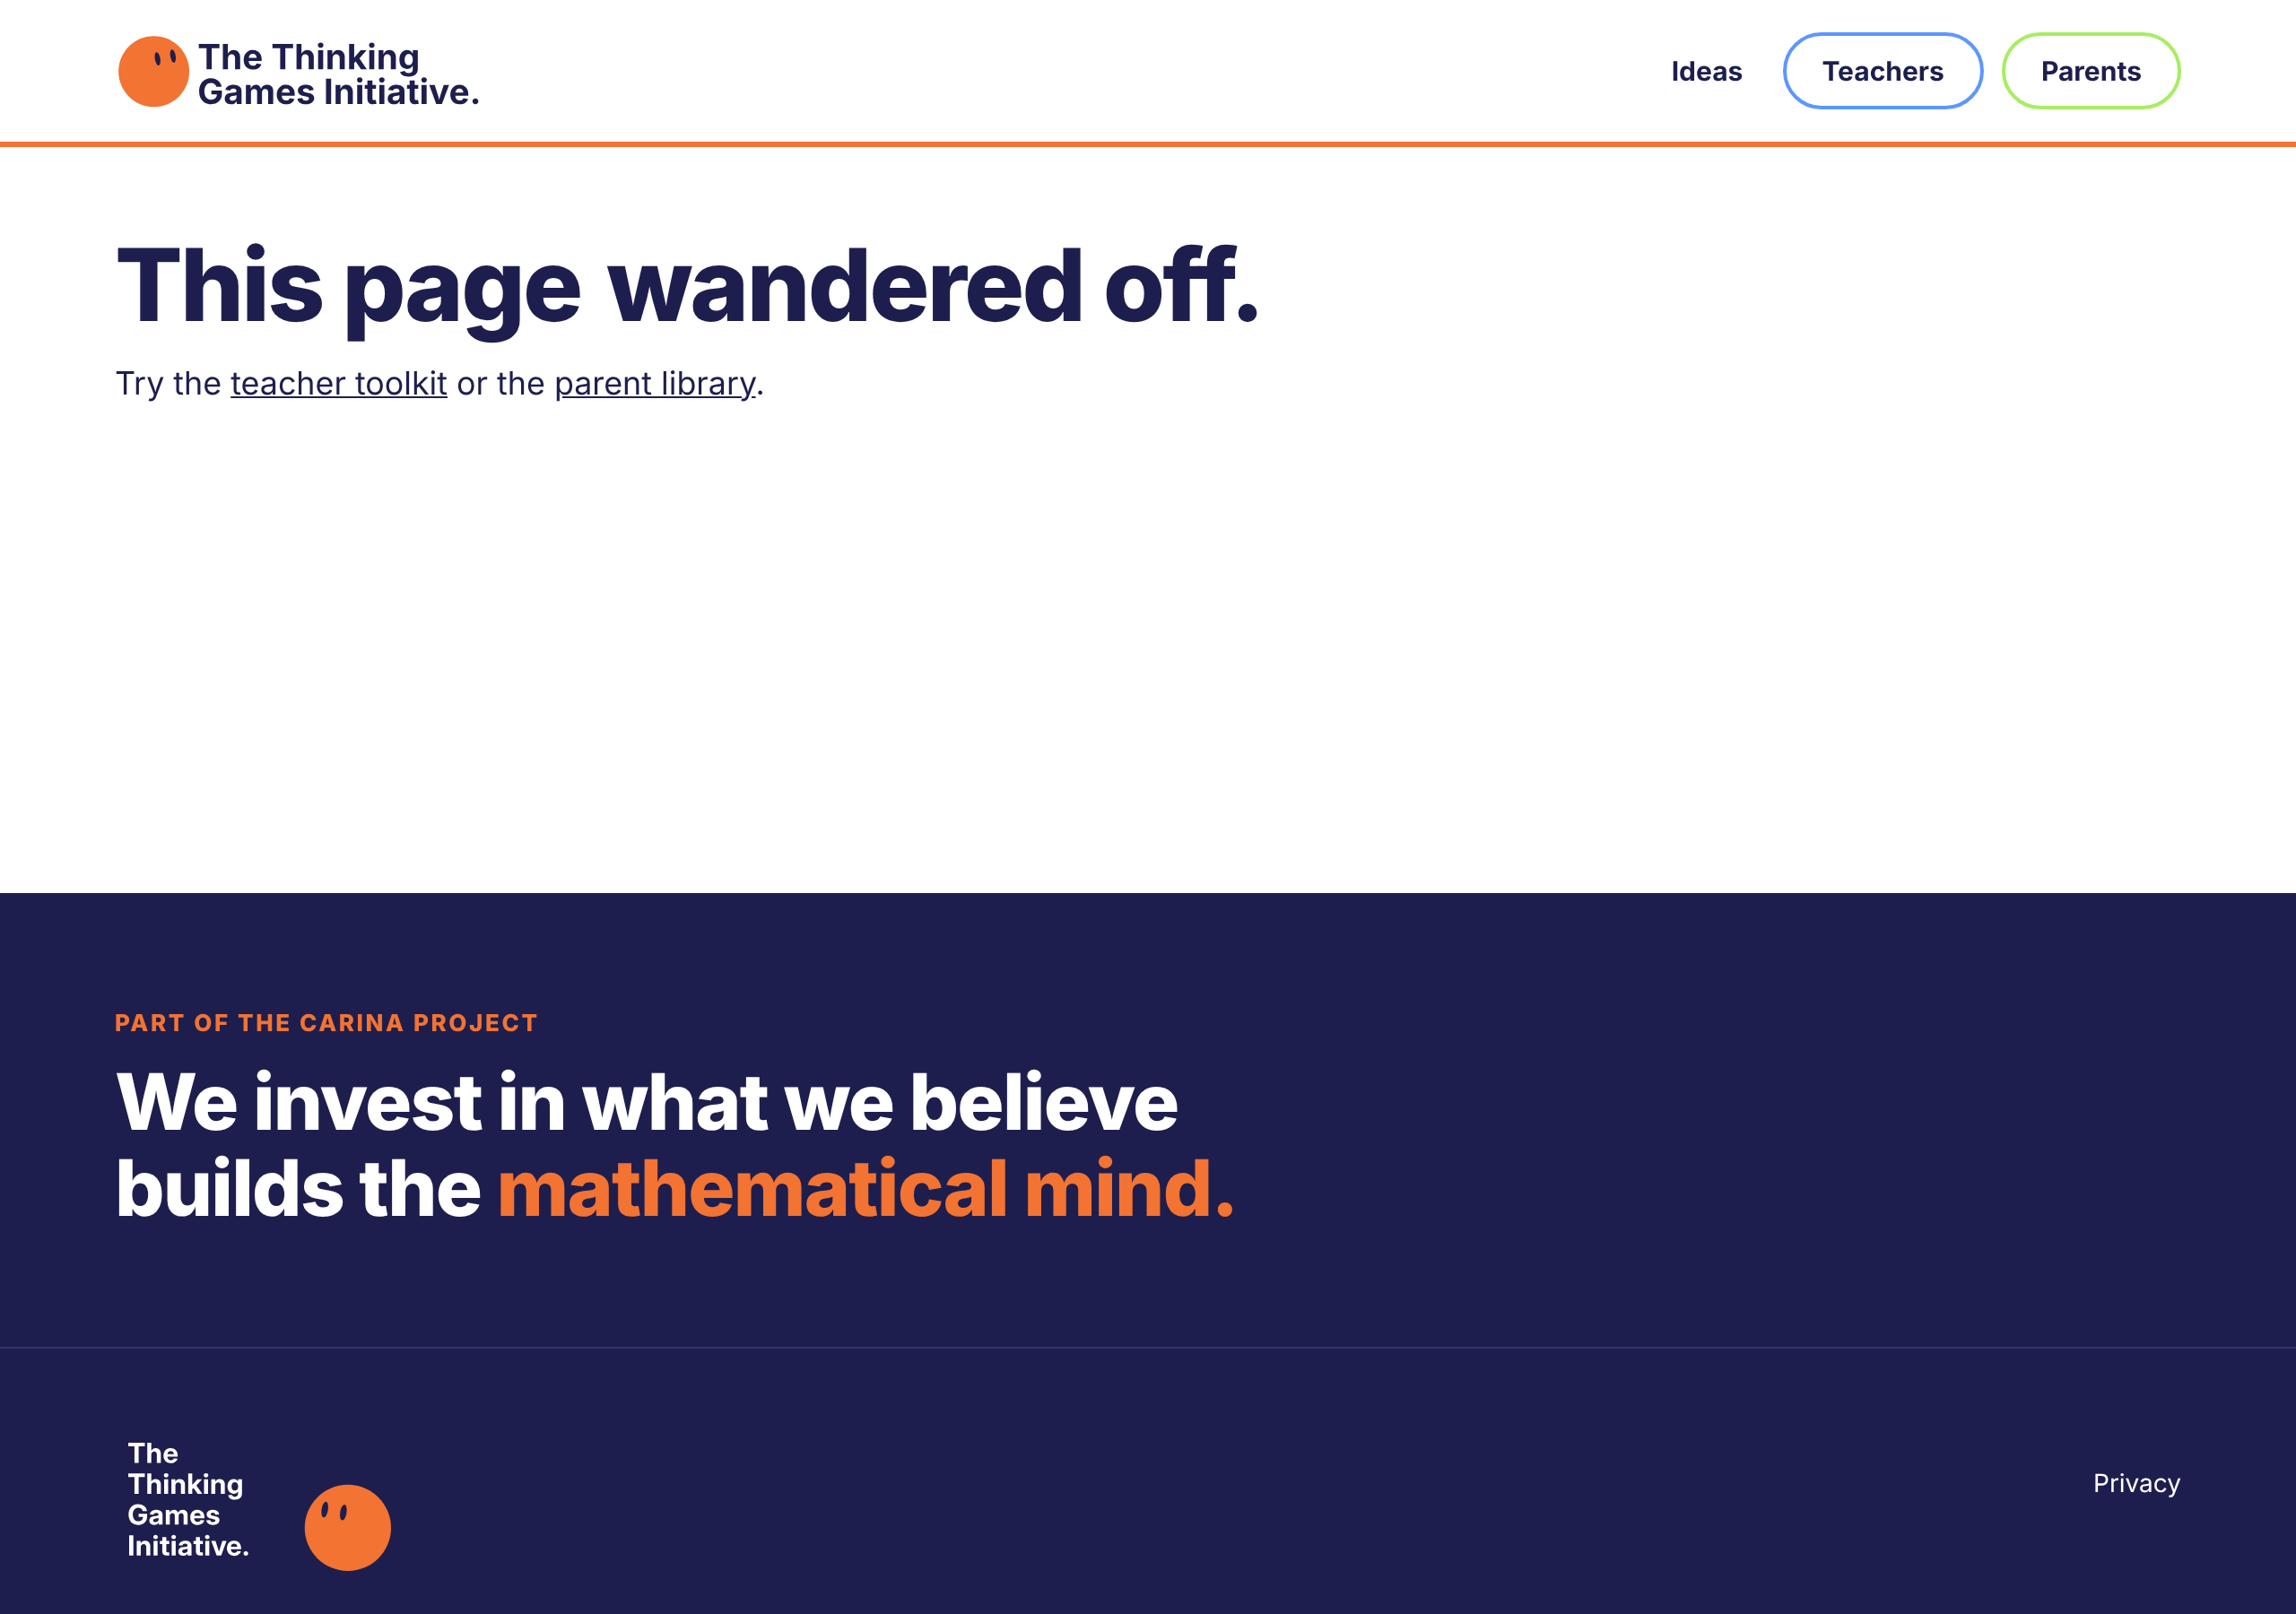 The Thinking
Games Initiative.
Ideas
Teachers
Parents
This page wandered off.
Try the teacher toolkit or the parent library.
PART OF THE CARINA PROJECT
We invest in what we believe
builds the mathematical mind.
The
Thinking
Games
Initiative.
Privacy